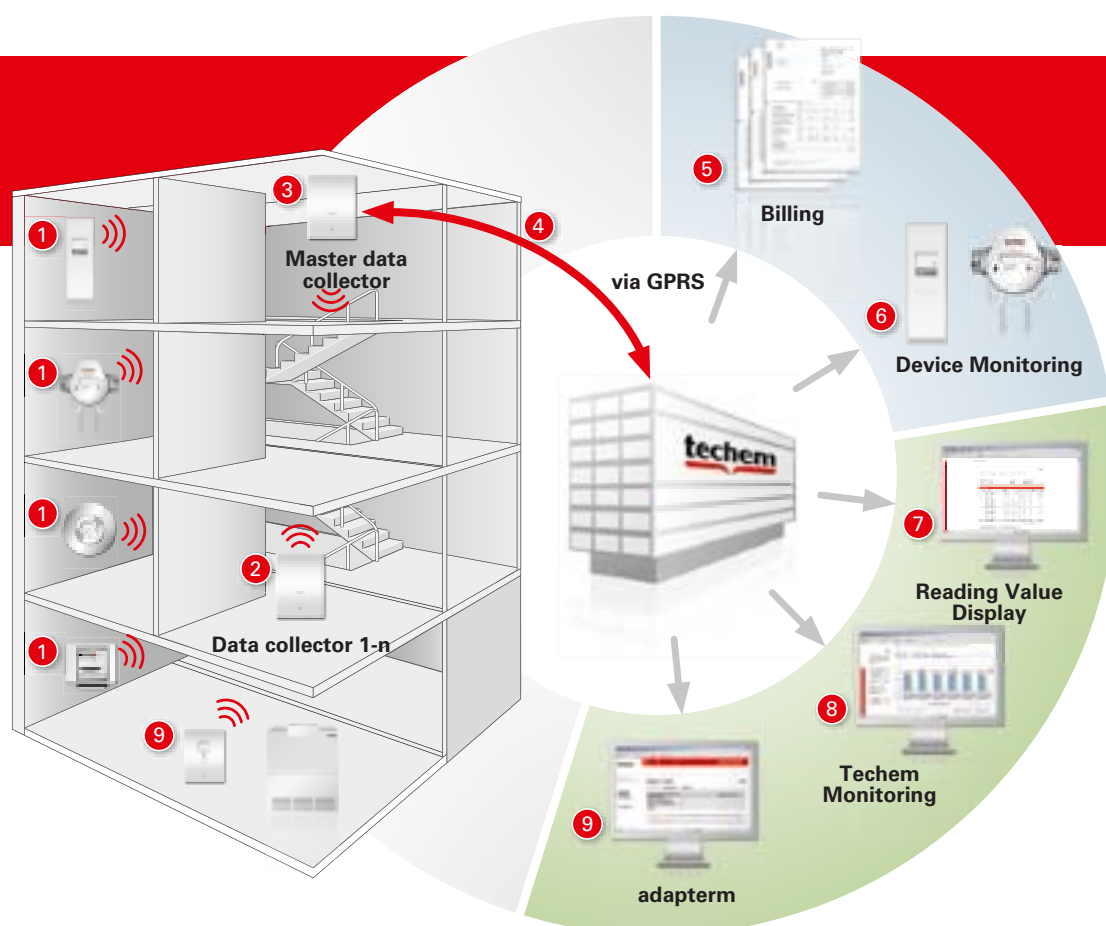 5
Billing
3
4
1
Master data
collector
via GPRS
6
Device Monitoring
1
techem
1
7
2
Reading Value
Display
Data collector 1-n
1
8
9
Techem
Monitoring
9
adapterm